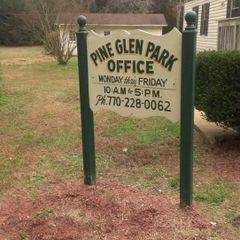 PINE GLEN PARK
OFFICE
MONDAY thru FRIDAY
10 A.M to 5:P.M.
Ph. 770-228-0062